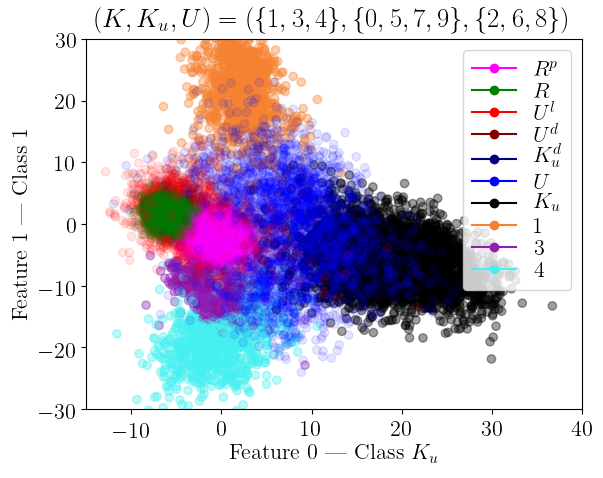 (K, K_u, U) = ({1, 3, 4}, {0, 5, 7, 9}, {2, 6, 8})
30
20
10
0
−10
−20
−30
Feature 1 — Class 1
R^p
R
U^l
U^d
K_u^d
U
K_u
1
3
4
−10
0
10
20
30
40
Feature 0 — Class K_u